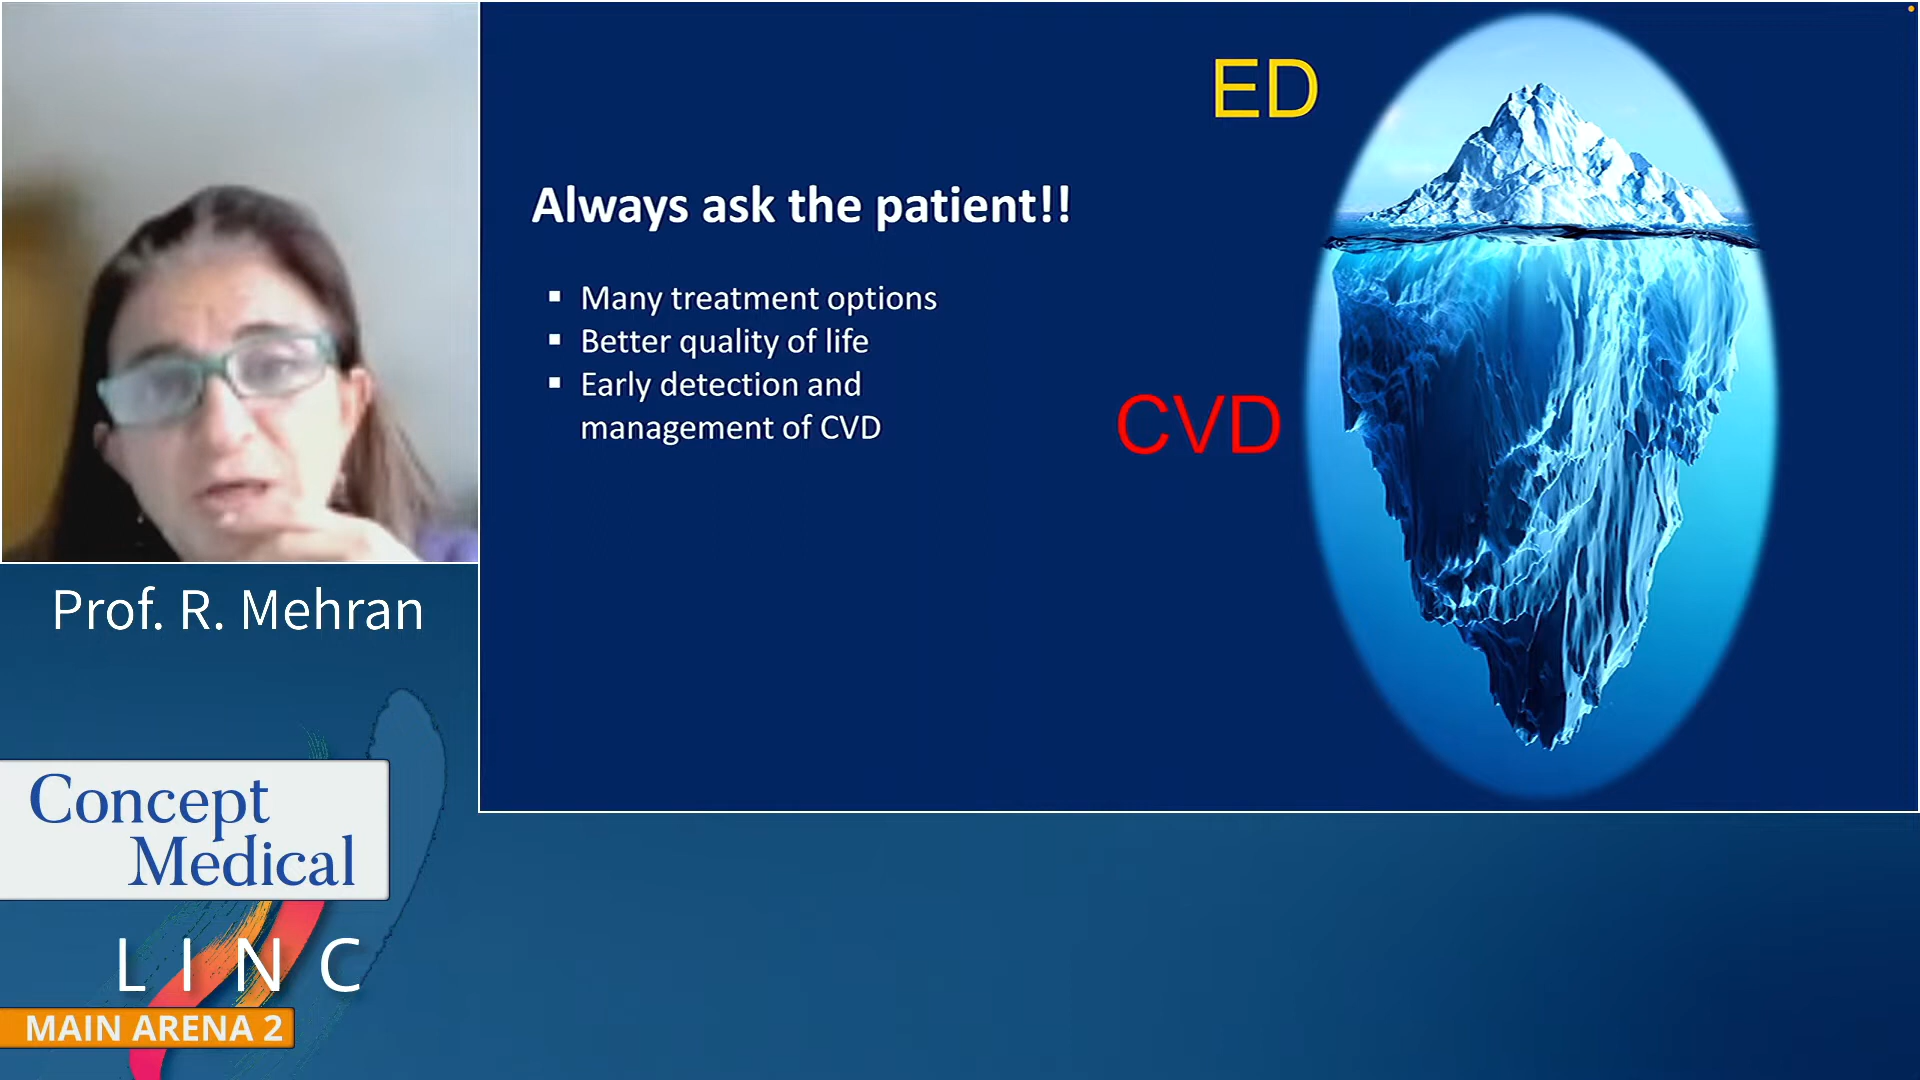 ED
Always ask the patient!!
▪ Many treatment options
▪ Better quality of life
▪ Early detection and
management of CVD
CVD
Prof. R. Mehran
Concept
Medical
LINC
MAIN ARENA 2